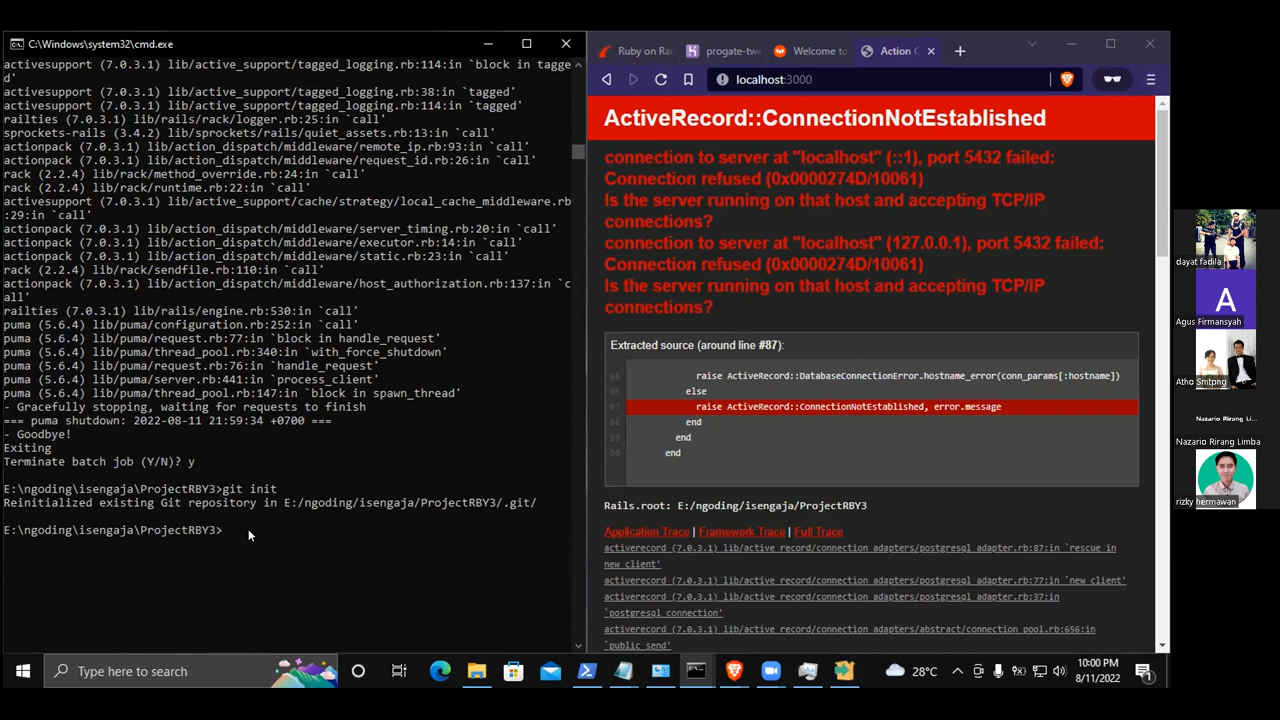 C:\Windows\system32\cmd.exe
activesupport (7.0.3.1) lib/active_support/tagged_logging.rb:114:in `block in tagge
d'
activesupport (7.0.3.1) lib/active_support/tagged_logging.rb:38:in `tagged'
activesupport (7.0.3.1) lib/active_support/tagged_logging.rb:114:in `tagged'
railties (7.0.3.1) lib/rails/rack/logger.rb:25:in `call'
sprockets-rails (3.4.2) lib/sprockets/rails/quiet_assets.rb:13:in `call'
actionpack (7.0.3.1) lib/action_dispatch/middleware/remote_ip.rb:93:in `call'
actionpack (7.0.3.1) lib/action_dispatch/middleware/request_id.rb:26:in `call'
rack (2.2.4) lib/rack/method_override.rb:24:in `call'
rack (2.2.4) lib/rack/runtime.rb:22:in `call'
activesupport (7.0.3.1) lib/active_support/cache/strategy/local_cache_middleware.rb
:29:in `call'
actionpack (7.0.3.1) lib/action_dispatch/middleware/server_timing.rb:20:in `call'
actionpack (7.0.3.1) lib/action_dispatch/middleware/executor.rb:14:in `call'
actionpack (7.0.3.1) lib/action_dispatch/middleware/static.rb:23:in `call'
rack (2.2.4) lib/rack/sendfile.rb:110:in `call'
actionpack (7.0.3.1) lib/action_dispatch/middleware/host_authorization.rb:137:in `c
all'
railties (7.0.3.1) lib/rails/engine.rb:530:in `call'
puma (5.6.4) lib/puma/configuration.rb:252:in `call'
puma (5.6.4) lib/puma/request.rb:77:in `block in handle_request'
puma (5.6.4) lib/puma/thread_pool.rb:340:in `with_force_shutdown'
puma (5.6.4) lib/puma/request.rb:76:in `handle_request'
puma (5.6.4) lib/puma/server.rb:441:in `process_client'
puma (5.6.4) lib/puma/thread_pool.rb:147:in `block in spawn_thread'
- Gracefully stopping, waiting for requests to finish
=== puma shutdown: 2022-08-11 21:59:34 +0700 ===
- Goodbye!
Exiting
Terminate batch job (Y/N)? y
E:\ngoding\isengaja\ProjectRBY3>git init
Reinitialized existing Git repository in E:/ngoding/isengaja/ProjectRBY3/.git/
E:\ngoding\isengaja\ProjectRBY3>
Ruby on Rai
progate-twe
Welcome to
Action C
localhost:3000
ActiveRecord::ConnectionNotEstablished
connection to server at "localhost" (::1), port 5432 failed:
Connection refused (0x0000274D/10061)
Is the server running on that host and accepting TCP/IP
connections?
connection to server at "localhost" (127.0.0.1), port 5432 failed:
Connection refused (0x0000274D/10061)
Is the server running on that host and accepting TCP/IP
connections?
Extracted source (around line #87):
85 raise ActiveRecord::DatabaseConnectionError.hostname_error(conn_params[:hostname])
86 else
87 raise ActiveRecord::ConnectionNotEstablished, error.message
88 end
89 end
90 end
Rails.root: E:/ngoding/isengaja/ProjectRBY3
Application Trace | Framework Trace | Full Trace
activerecord (7.0.3.1) lib/active_record/connection_adapters/postgresql_adapter.rb:87:in `rescue in
new_client'
activerecord (7.0.3.1) lib/active_record/connection_adapters/postgresql_adapter.rb:77:in `new_client'
activerecord (7.0.3.1) lib/active_record/connection_adapters/postgresql_adapter.rb:37:in
`postgresql_connection'
activerecord (7.0.3.1) lib/active_record/connection_adapters/abstract/connection_pool.rb:656:in
`public_send'
dayat fadila
A
Agus Firmansyah
Atho Smtpng
Nazario Rirang Li...
Nazario Rirang Limba
rizky hermawan
Type here to search
28°C
10:00 PM
8/11/2022
1